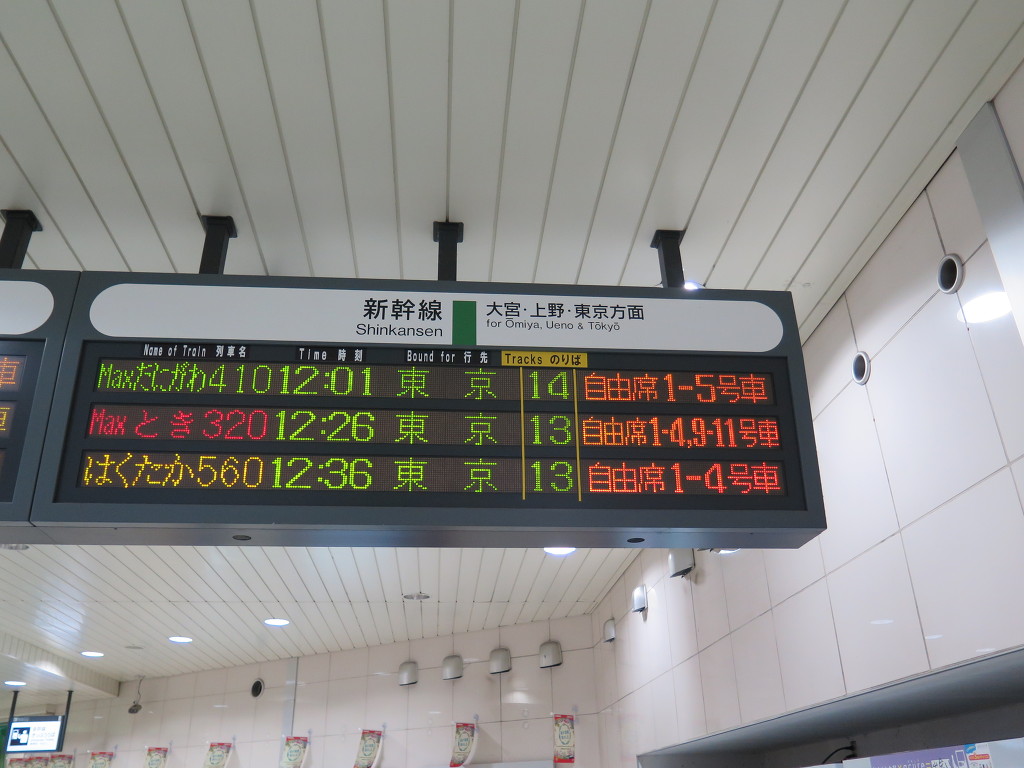 新幹線 大宮・上野・東京方面
Shinkansen for Ōmiya, Ueno & Tōkyō
Name of Train 列車名 Time 時刻 Bound for 行先 Tracks のりば
Maxたにがわ410 12:01 東京 14 自由席1-5号車
Maxとき320 12:26 東京 13 自由席1-4,9-11号車
はくたか560 12:36 東京 13 自由席1-4号車
車